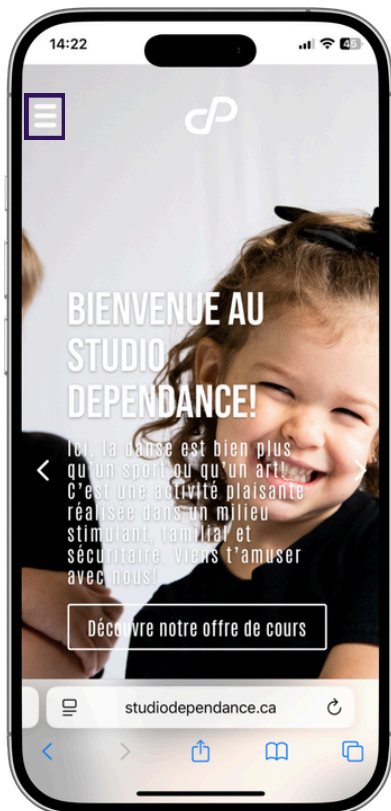 14:22
45
BIENVENUE AU
STUDIO
DEPENDANCE!
Ici, la danse est bien plus
qu'un sport ou qu'un art!
C'est une activité plaisante
réalisée dans un milieu
stimulant, familial et
sécuritaire. Viens t'amuser
avec nous!
Découvre notre offre de cours
studiodependance.ca